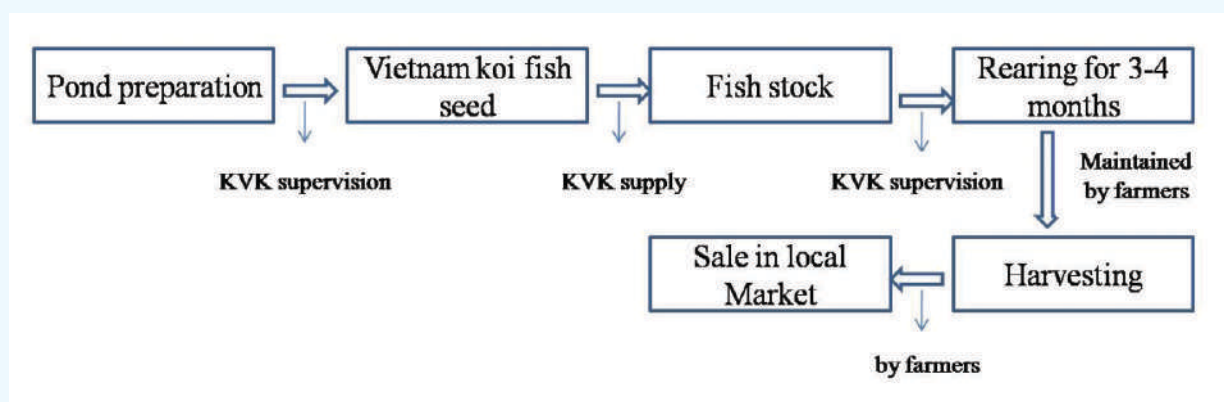 Pond preparation
Vietnam koi fish
seed
Fish stock
Rearing for 3-4
months
KVK supervision
KVK supply
KVK supervision
Maintained
by farmers
Sale in local
Market
Harvesting
by farmers